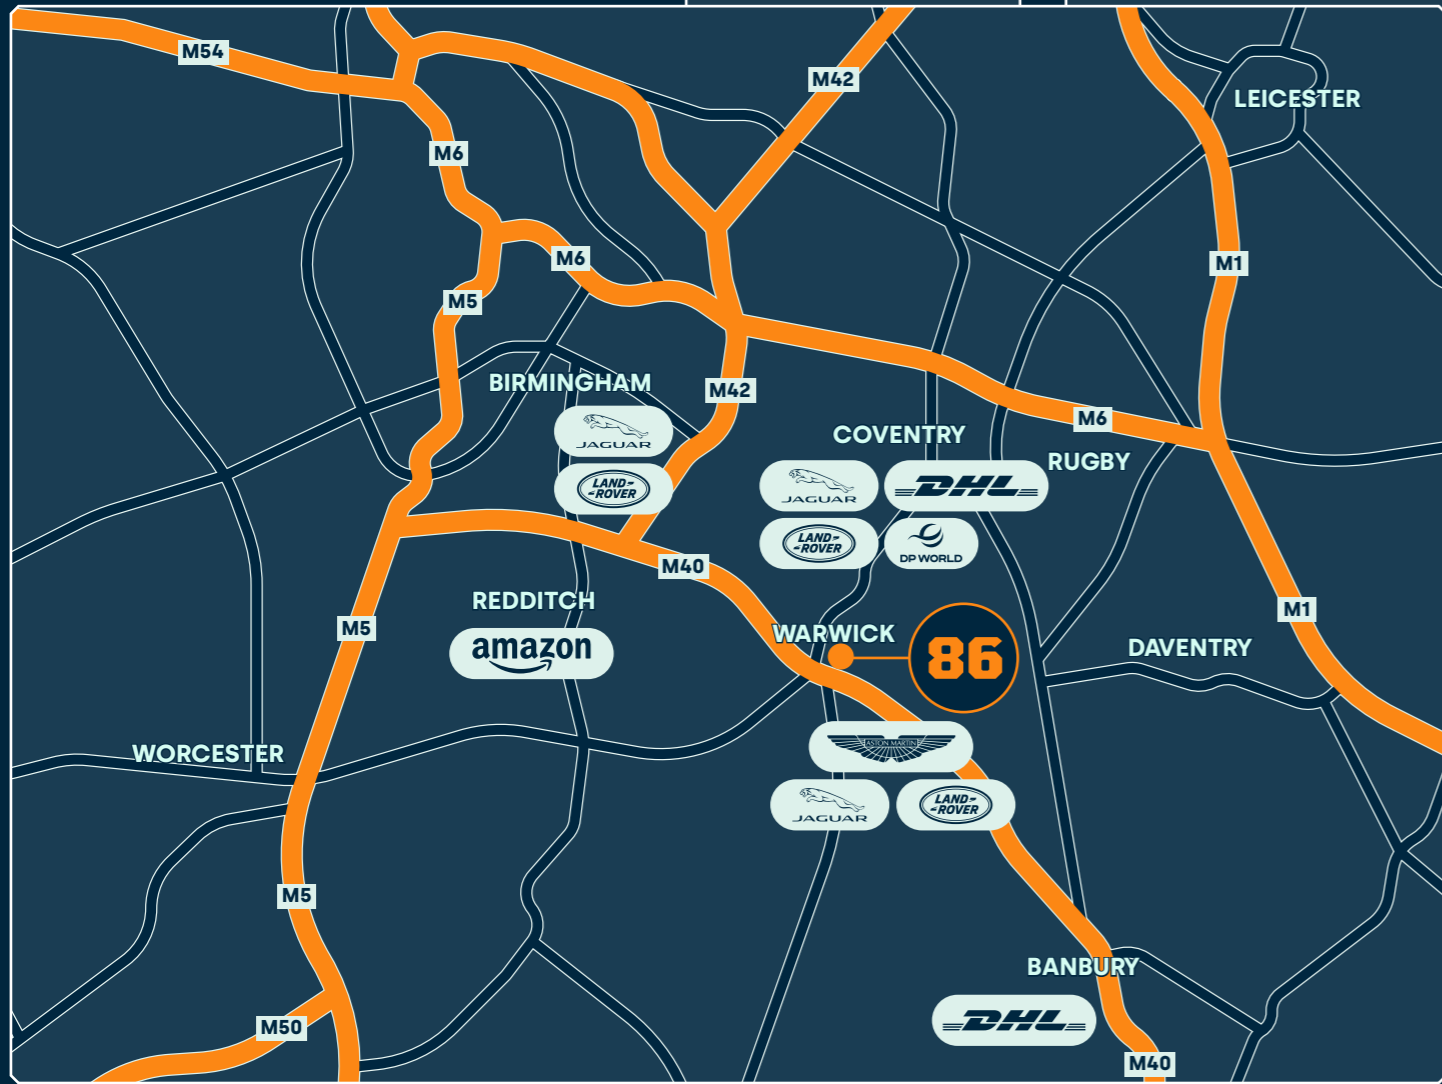 M54
M42
LEICESTER
M6
M6
M1
M5
BIRMINGHAM
M42
JAGUAR
LAND ROVER
M6
COVENTRY
RUGBY
JAGUAR
DHL
LAND ROVER
DP WORLD
M40
REDDITCH
amazon
M5
WARWICK
86
M1
DAVENTRY
WORCESTER
ASTON MARTIN
JAGUAR
LAND ROVER
M5
BANBURY
DHL
M50
M40